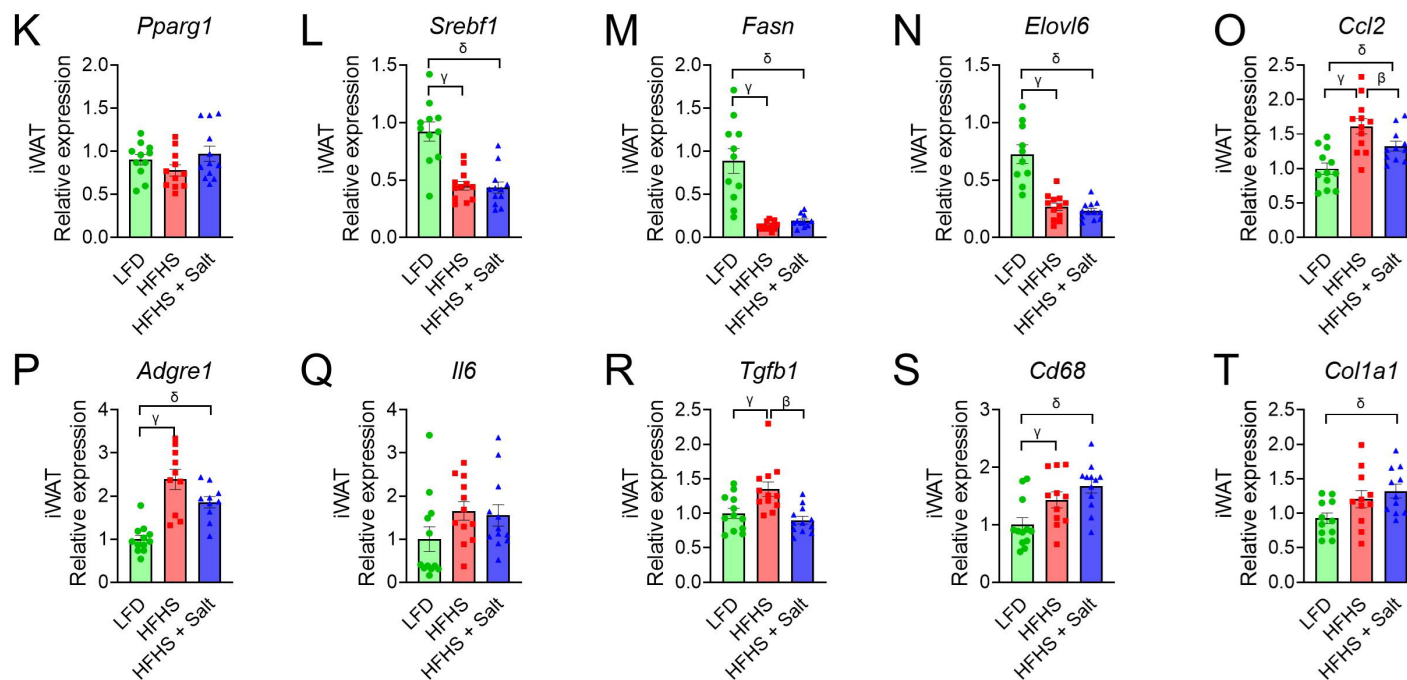 K
Pparg1
iWAT
Relative expression
2.0
1.5
1.0
0.5
0.0
LFD
HFHS
HFHS + Salt
L
Srebf1
iWAT
Relative expression
1.5
1.0
0.5
0.0
δ
γ
LFD
HFHS
HFHS + Salt
M
Fasn
iWAT
Relative expression
2.0
1.5
1.0
0.5
0.0
δ
γ
LFD
HFHS
HFHS + Salt
N
Elovl6
iWAT
Relative expression
1.5
1.0
0.5
0.0
δ
γ
LFD
HFHS
HFHS + Salt
O
Ccl2
iWAT
Relative expression
2.5
2.0
1.5
1.0
0.5
0.0
δ
γ
β
LFD
HFHS
HFHS + Salt
P
Adgre1
iWAT
Relative expression
4
3
2
1
0
δ
γ
LFD
HFHS
HFHS + Salt
Q
Il6
iWAT
Relative expression
4
3
2
1
0
LFD
HFHS
HFHS + Salt
R
Tgfb1
iWAT
Relative expression
2.5
2.0
1.5
1.0
0.5
0.0
γ
β
LFD
HFHS
HFHS + Salt
S
Cd68
iWAT
Relative expression
3
2
1
0
δ
γ
LFD
HFHS
HFHS + Salt
T
Col1a1
iWAT
Relative expression
2.5
2.0
1.5
1.0
0.5
0.0
δ
LFD
HFHS
HFHS + Salt